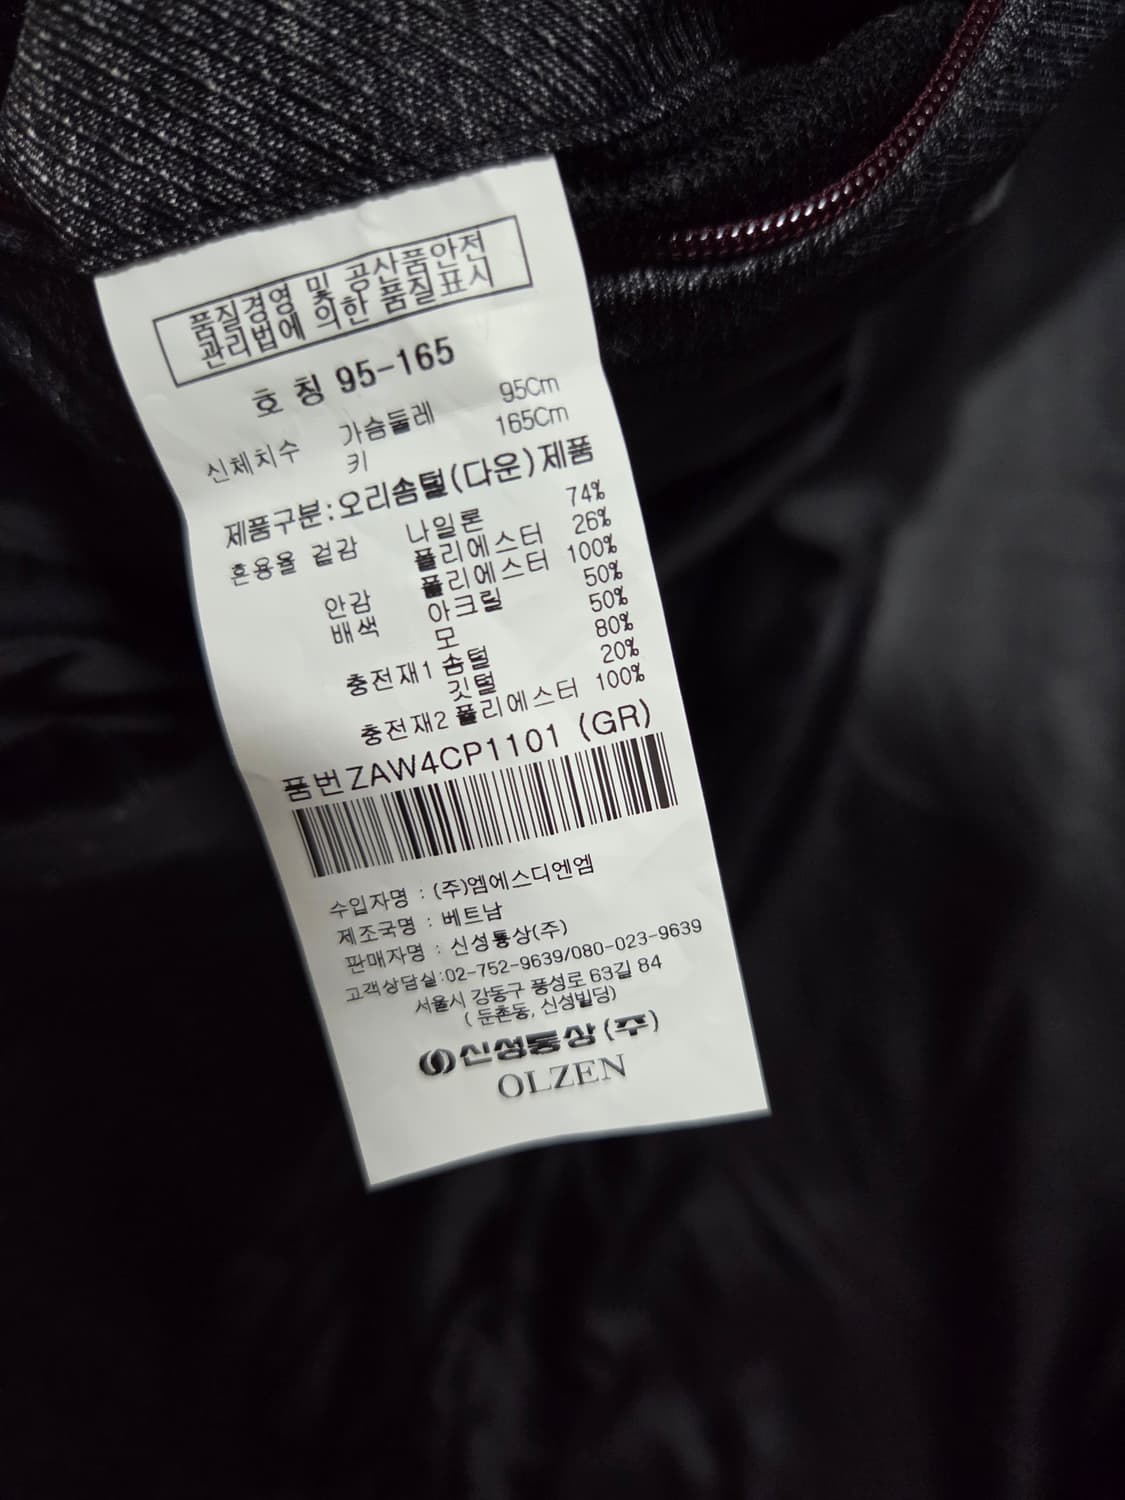 품질경영 및 공산품안전
관리법에 의한 품질표시
호 칭 95-165
신체치수 가슴둘레 95Cm
키 165Cm
제품구분:오리솜털(다운)제품
혼용율 겉감 나일론 74%
폴리에스터 26%
안감 폴리에스터 100%
배색 아크릴 50%
모 50%
충전재1 솜털 80%
깃털 20%
충전재2 폴리에스터 100%
품번ZAW4CP1101 (GR)
수입자명 : (주)엠에스디엔엠
제조국명 : 베트남
판매자명 : 신성통상(주)
고객상담실:02-752-9639/080-023-9639
서울시 강동구 풍성로 63길 84
( 둔촌동, 신성빌딩)
신성통상(주)
OLZEN